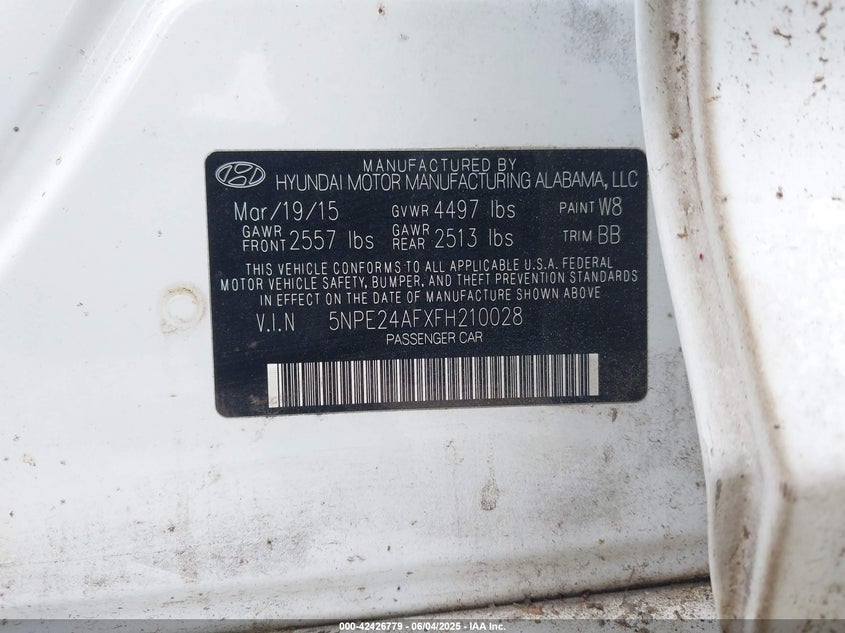 MANUFACTURED BY
HYUNDAI MOTOR MANUFACTURING ALABAMA, LLC
Mar/19/15 GVWR 4497 lbs PAINT W8
GAWR FRONT 2557 lbs GAWR REAR 2513 lbs TRIM BB
THIS VEHICLE CONFORMS TO ALL APPLICABLE U.S.A. FEDERAL
MOTOR VEHICLE SAFETY, BUMPER, AND THEFT PREVENTION STANDARDS
IN EFFECT ON THE DATE OF MANUFACTURE SHOWN ABOVE
V.I.N 5NPE24AFXFH210028
PASSENGER CAR
000-42426779 - 06/04/2025 - IAA Inc.